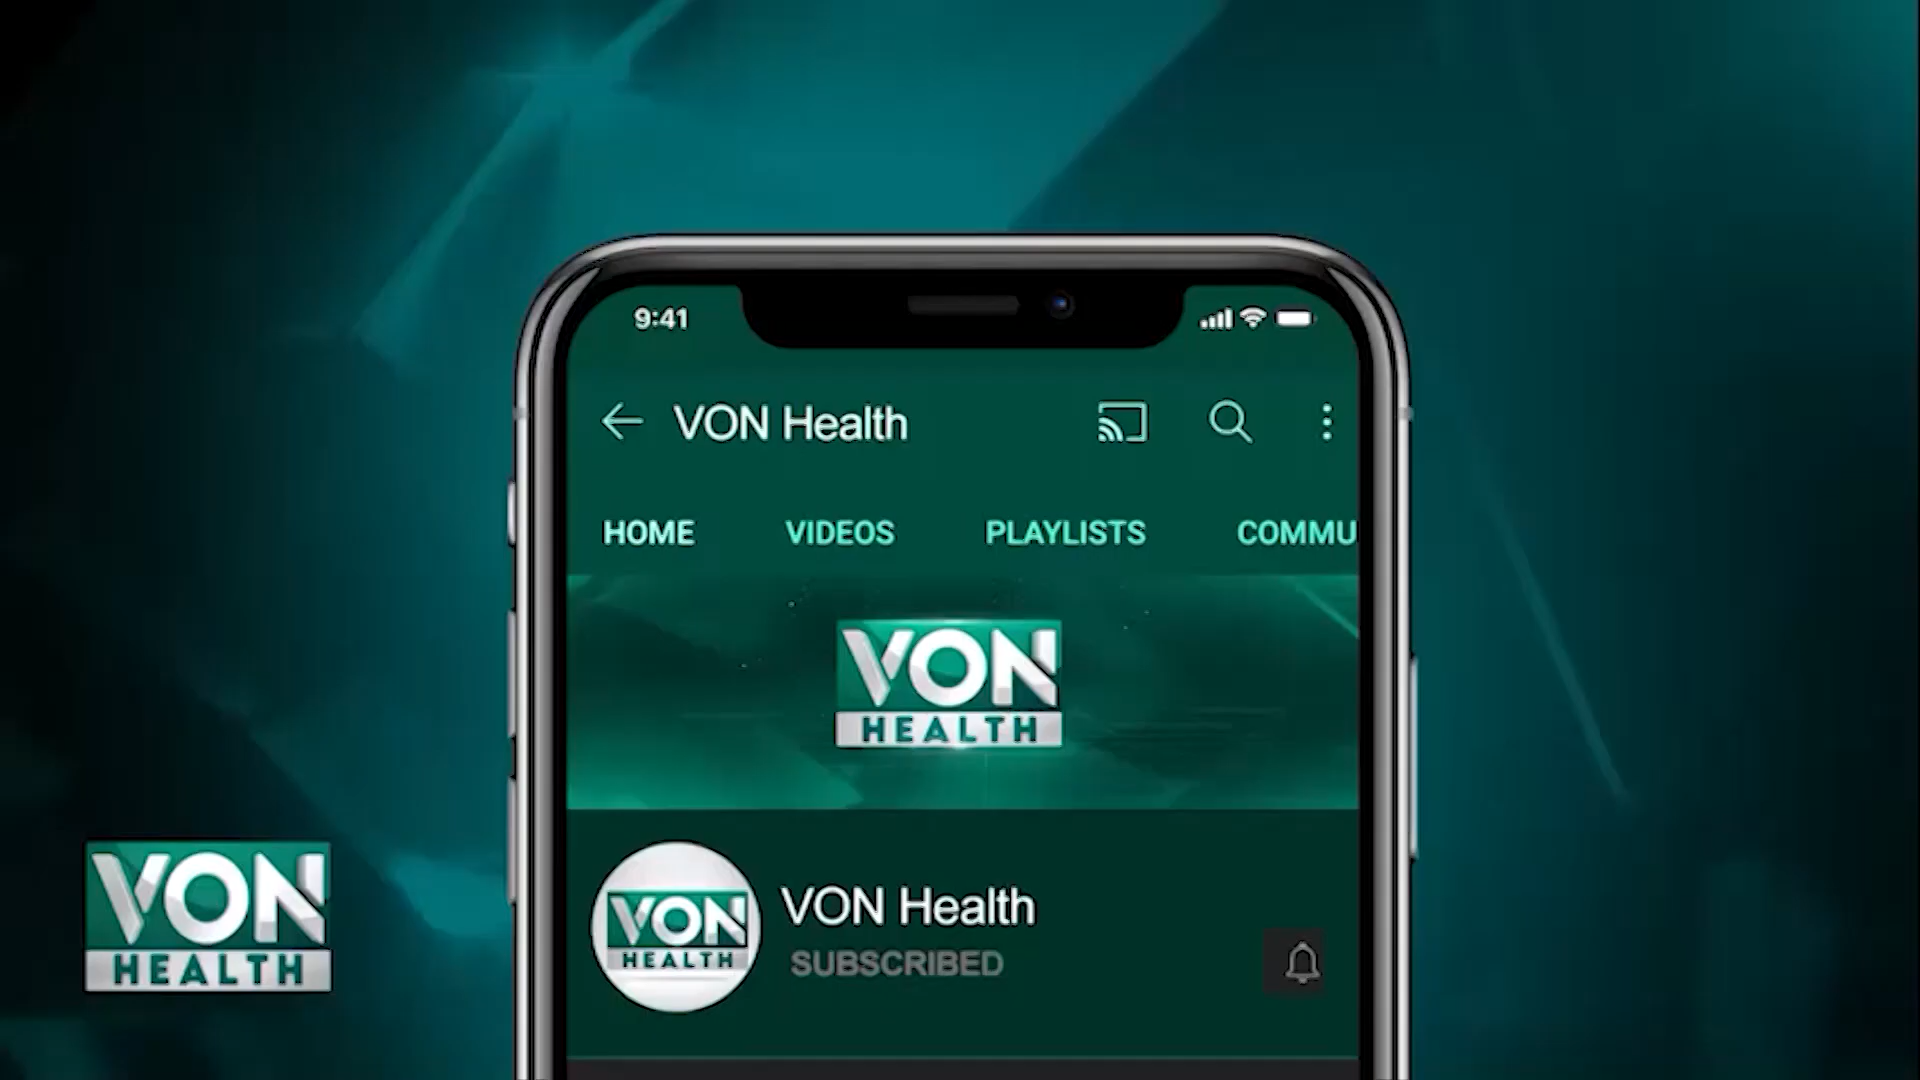 9:41
VON Health
HOME VIDEOS PLAYLISTS COMMU
VON
HEALTH
VON
HEALTH
VON Health
SUBSCRIBED
VON
HEALTH